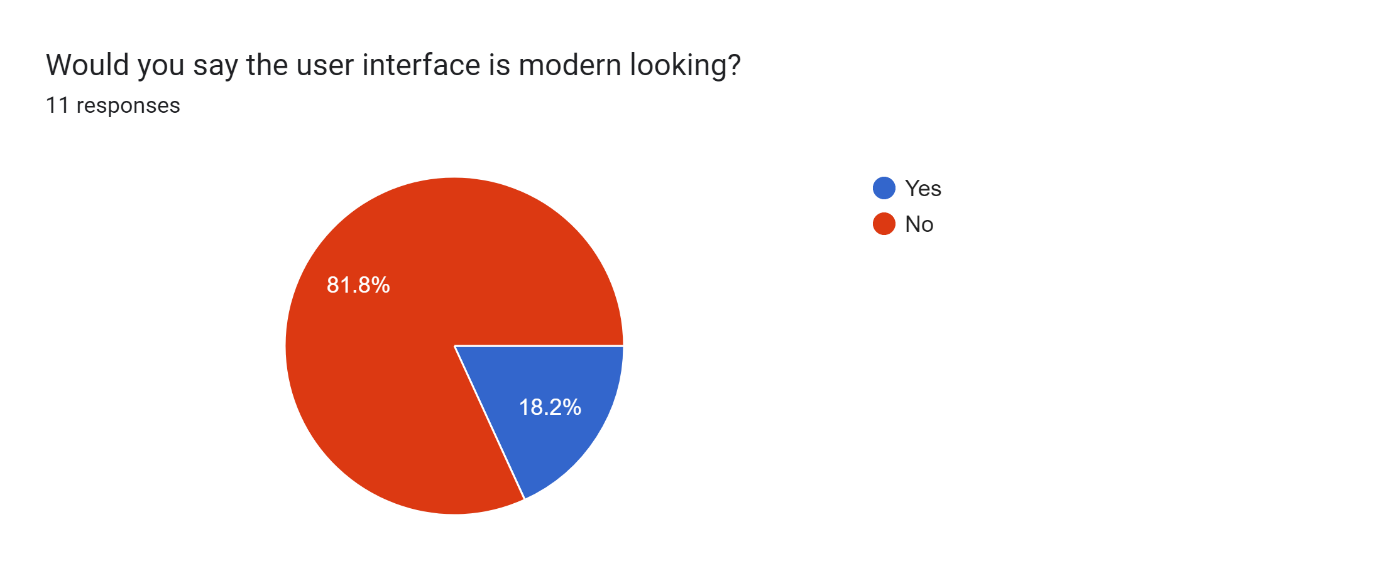 Would you say the user interface is modern looking?
11 responses
Yes
No
81.8%
18.2%